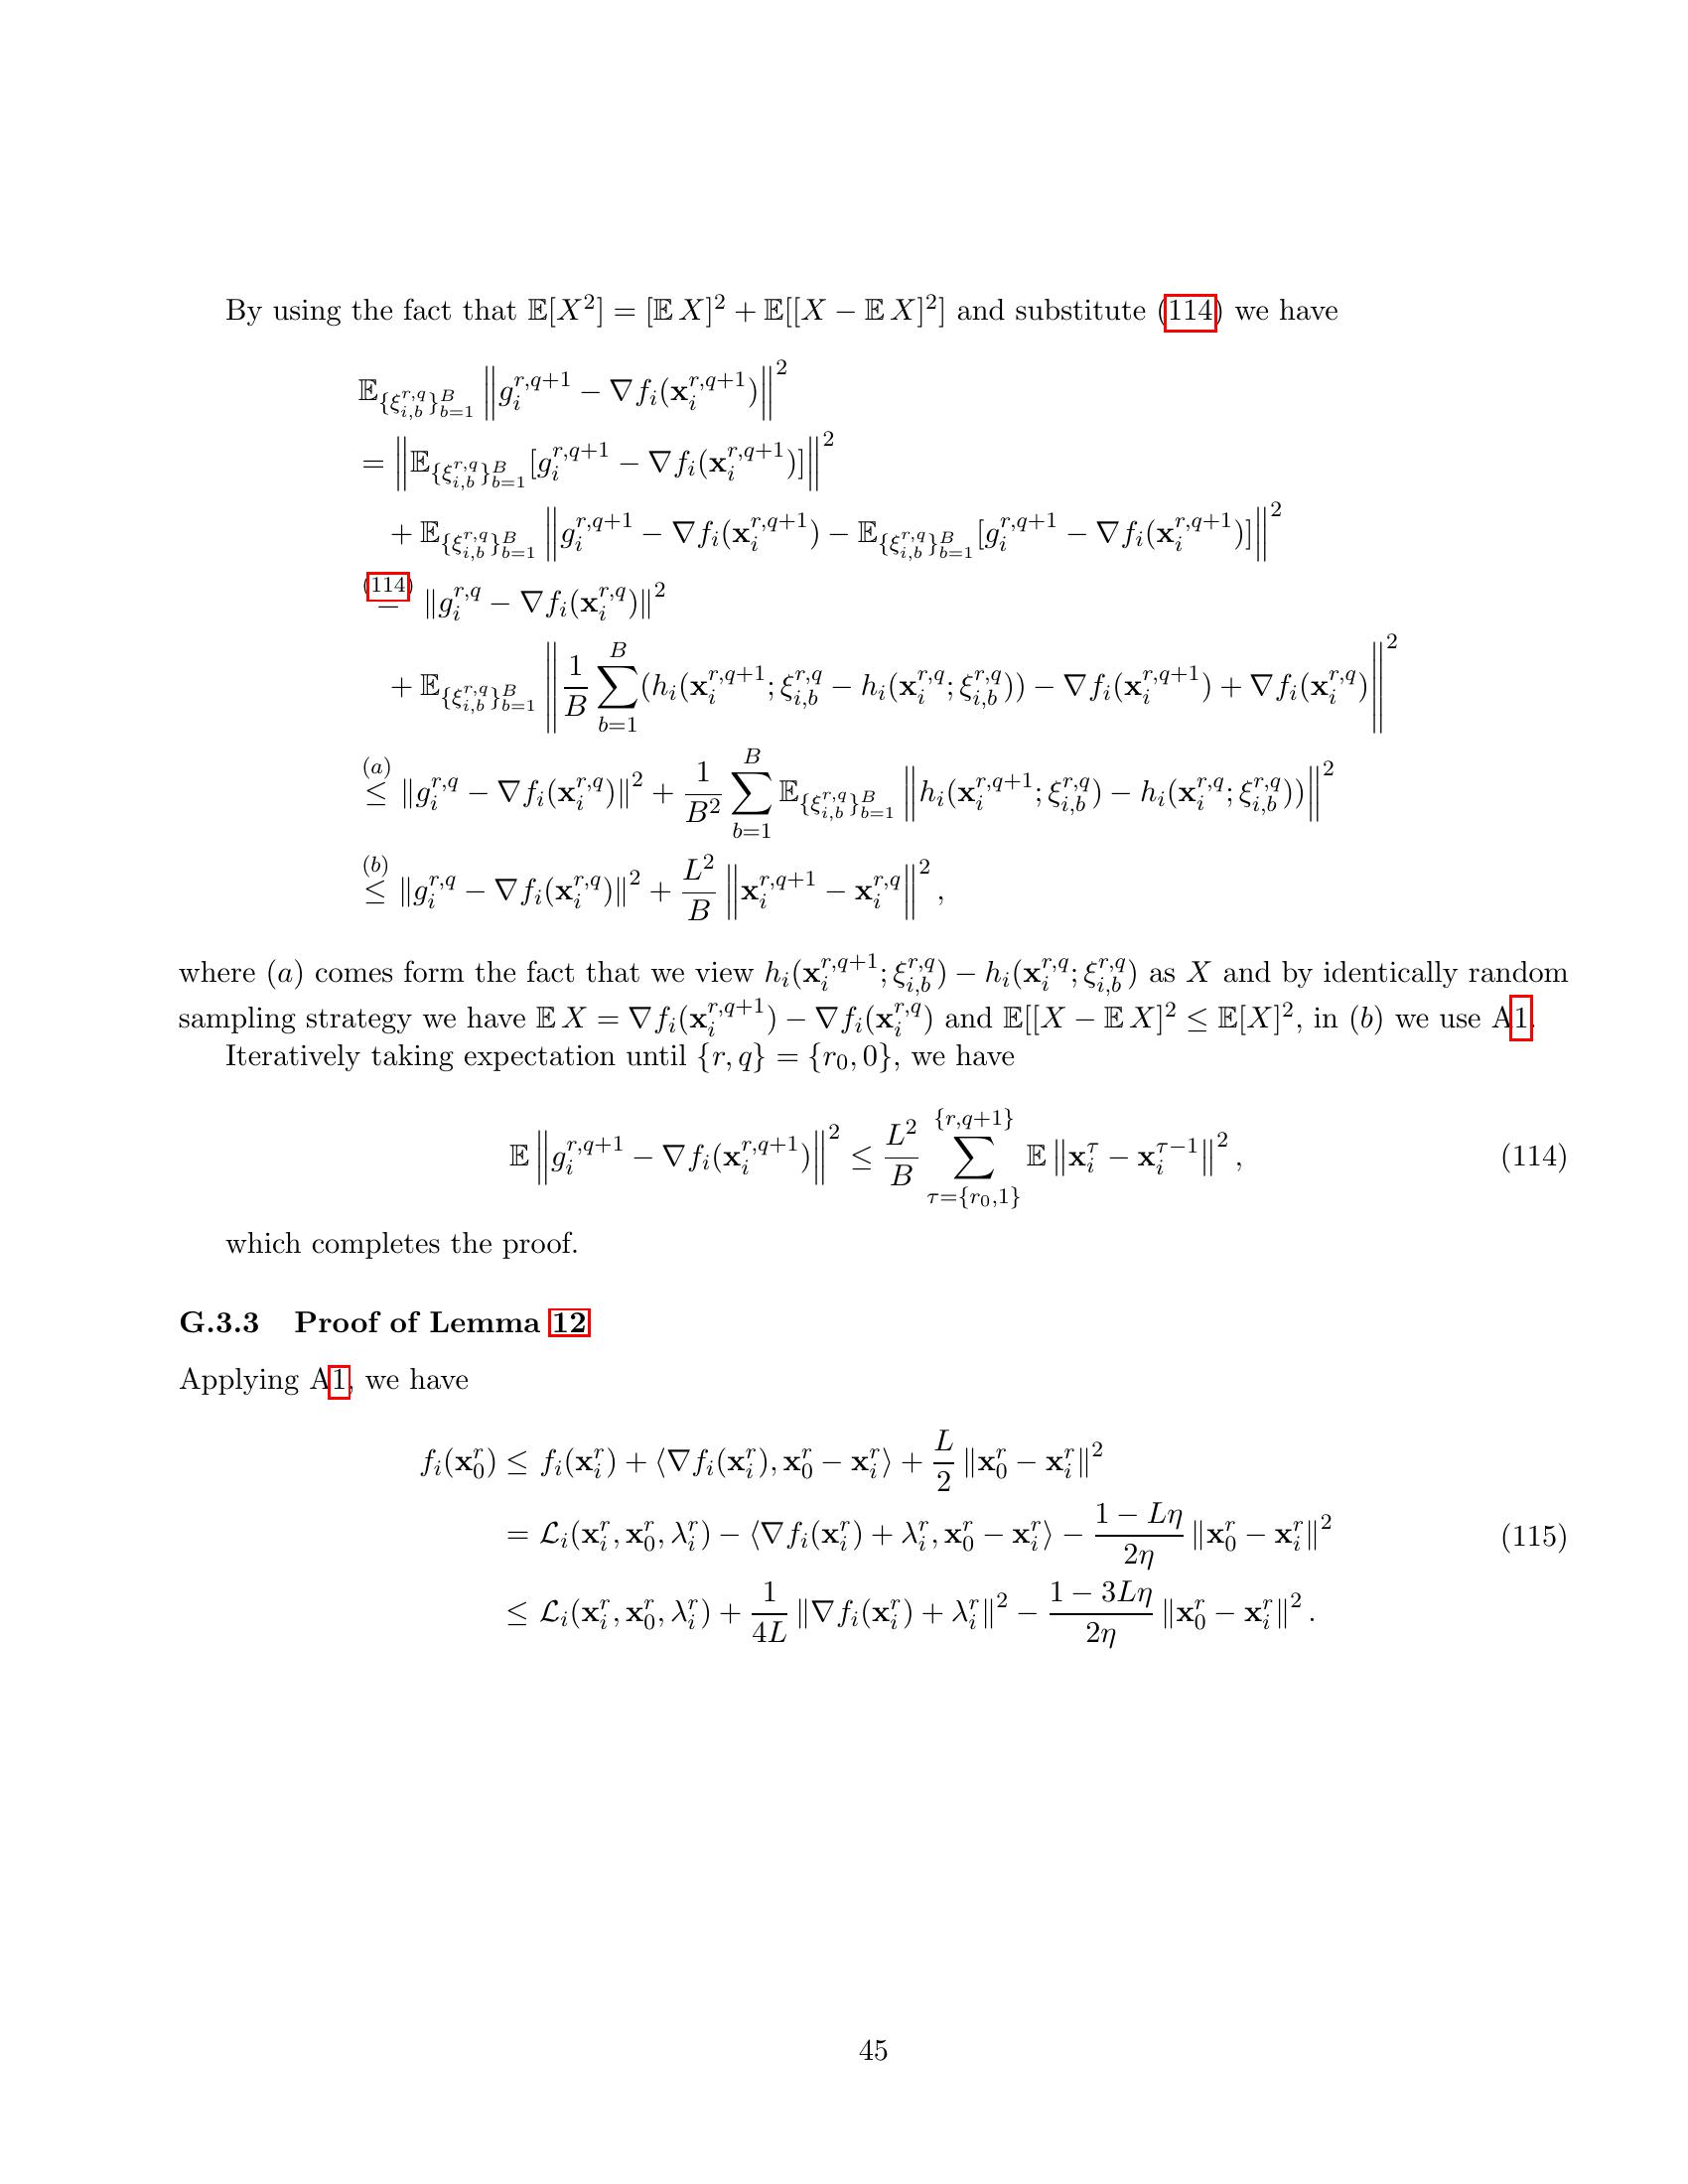 By using the fact that 𝔼[X²] = [𝔼 X]² + 𝔼[[X − 𝔼 X]²] and substitute (114) we have
$\mathbb{E}_{\{\xi_{i,b}^{r,q}\}_{b=1}^{B}} \left\| g_i^{r,q+1} - \nabla f_i(\mathbf{x}_i^{r,q+1}) \right\|^2$
$= \left\| \mathbb{E}_{\{\xi_{i,b}^{r,q}\}_{b=1}^{B}} [g_i^{r,q+1} - \nabla f_i(\mathbf{x}_i^{r,q+1})] \right\|^2$
$+ \mathbb{E}_{\{\xi_{i,b}^{r,q}\}_{b=1}^{B}} \left\| g_i^{r,q+1} - \nabla f_i(\mathbf{x}_i^{r,q+1}) - \mathbb{E}_{\{\xi_{i,b}^{r,q}\}_{b=1}^{B}} [g_i^{r,q+1} - \nabla f_i(\mathbf{x}_i^{r,q+1})] \right\|^2$
$\overset{(114)}{=} \| g_i^{r,q} - \nabla f_i(\mathbf{x}_i^{r,q}) \|^2$
$+ \mathbb{E}_{\{\xi_{i,b}^{r,q}\}_{b=1}^{B}} \left\| \frac{1}{B} \sum_{b=1}^{B} (h_i(\mathbf{x}_i^{r,q+1}; \xi_{i,b}^{r,q} - h_i(\mathbf{x}_i^{r,q}; \xi_{i,b}^{r,q})) - \nabla f_i(\mathbf{x}_i^{r,q+1}) + \nabla f_i(\mathbf{x}_i^{r,q}) \right\|^2$
$\overset{(a)}{\leq} \| g_i^{r,q} - \nabla f_i(\mathbf{x}_i^{r,q}) \|^2 + \frac{1}{B^2} \sum_{b=1}^{B} \mathbb{E}_{\{\xi_{i,b}^{r,q}\}_{b=1}^{B}} \left\| h_i(\mathbf{x}_i^{r,q+1}; \xi_{i,b}^{r,q}) - h_i(\mathbf{x}_i^{r,q}; \xi_{i,b}^{r,q})) \right\|^2$
$\overset{(b)}{\leq} \| g_i^{r,q} - \nabla f_i(\mathbf{x}_i^{r,q}) \|^2 + \frac{L^2}{B} \left\| \mathbf{x}_i^{r,q+1} - \mathbf{x}_i^{r,q} \right\|^2 ,$
where (a) comes form the fact that we view $h_i(\mathbf{x}_i^{r,q+1}; \xi_{i,b}^{r,q}) - h_i(\mathbf{x}_i^{r,q}; \xi_{i,b}^{r,q})$ as X and by identically random
sampling strategy we have $\mathbb{E} X = \nabla f_i(\mathbf{x}_i^{r,q+1}) - \nabla f_i(\mathbf{x}_i^{r,q})$ and $\mathbb{E}[[X - \mathbb{E} X]^2 \leq \mathbb{E}[X]^2$, in (b) we use A1.
Iteratively taking expectation until {r, q} = {r₀, 0}, we have
$\mathbb{E} \left\| g_i^{r,q+1} - \nabla f_i(\mathbf{x}_i^{r,q+1}) \right\|^2 \leq \frac{L^2}{B} \sum_{\tau=\{r_0,1\}}^{\{r,q+1\}} \mathbb{E} \left\| \mathbf{x}_i^{\tau} - \mathbf{x}_i^{\tau-1} \right\|^2 ,$ (114)
which completes the proof.
G.3.3 Proof of Lemma 12
Applying A1, we have
$f_i(\mathbf{x}_0^r) \leq f_i(\mathbf{x}_i^r) + \langle \nabla f_i(\mathbf{x}_i^r), \mathbf{x}_0^r - \mathbf{x}_i^r \rangle + \frac{L}{2} \| \mathbf{x}_0^r - \mathbf{x}_i^r \|^2$
$= \mathcal{L}_i(\mathbf{x}_i^r, \mathbf{x}_0^r, \lambda_i^r) - \langle \nabla f_i(\mathbf{x}_i^r) + \lambda_i^r, \mathbf{x}_0^r - \mathbf{x}_i^r \rangle - \frac{1 - L\eta}{2\eta} \| \mathbf{x}_0^r - \mathbf{x}_i^r \|^2$ (115)
$\leq \mathcal{L}_i(\mathbf{x}_i^r, \mathbf{x}_0^r, \lambda_i^r) + \frac{1}{4L} \| \nabla f_i(\mathbf{x}_i^r) + \lambda_i^r \|^2 - \frac{1 - 3L\eta}{2\eta} \| \mathbf{x}_0^r - \mathbf{x}_i^r \|^2 .$
45